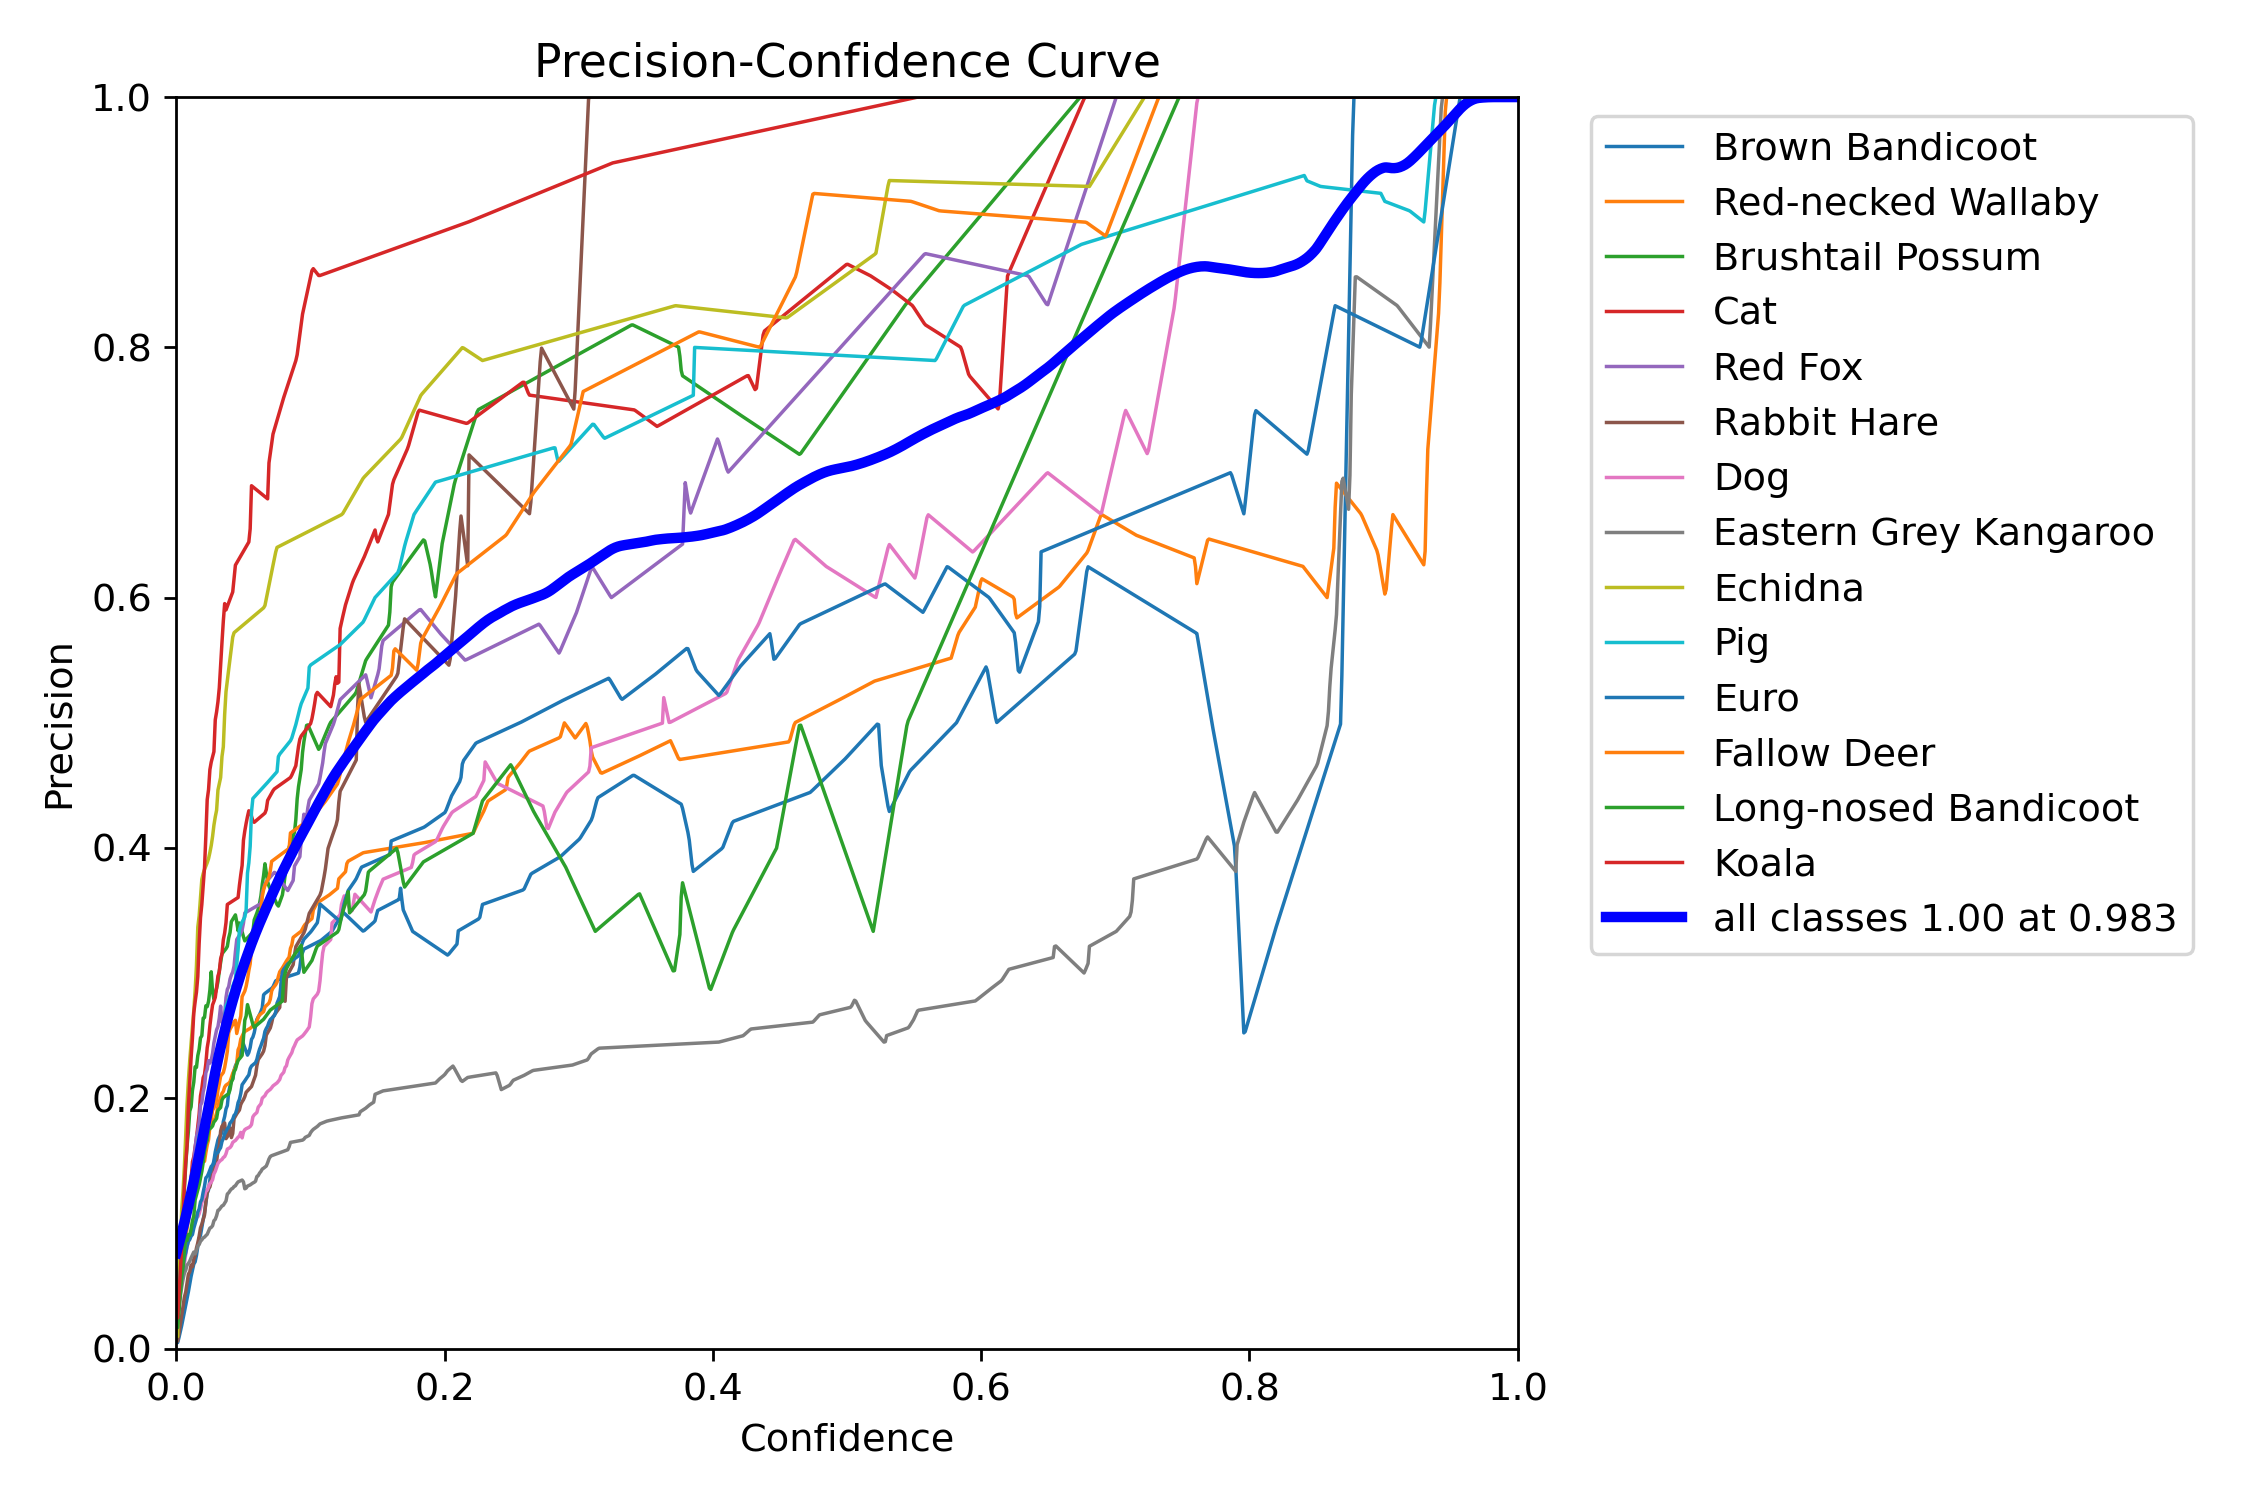 Precision-Confidence Curve
Precision
1.0
0.8
0.6
0.4
0.2
0.0
0.0 0.2 0.4 0.6 0.8 1.0
Confidence
Brown Bandicoot
Red-necked Wallaby
Brushtail Possum
Cat
Red Fox
Rabbit Hare
Dog
Eastern Grey Kangaroo
Echidna
Pig
Euro
Fallow Deer
Long-nosed Bandicoot
Koala
all classes 1.00 at 0.983